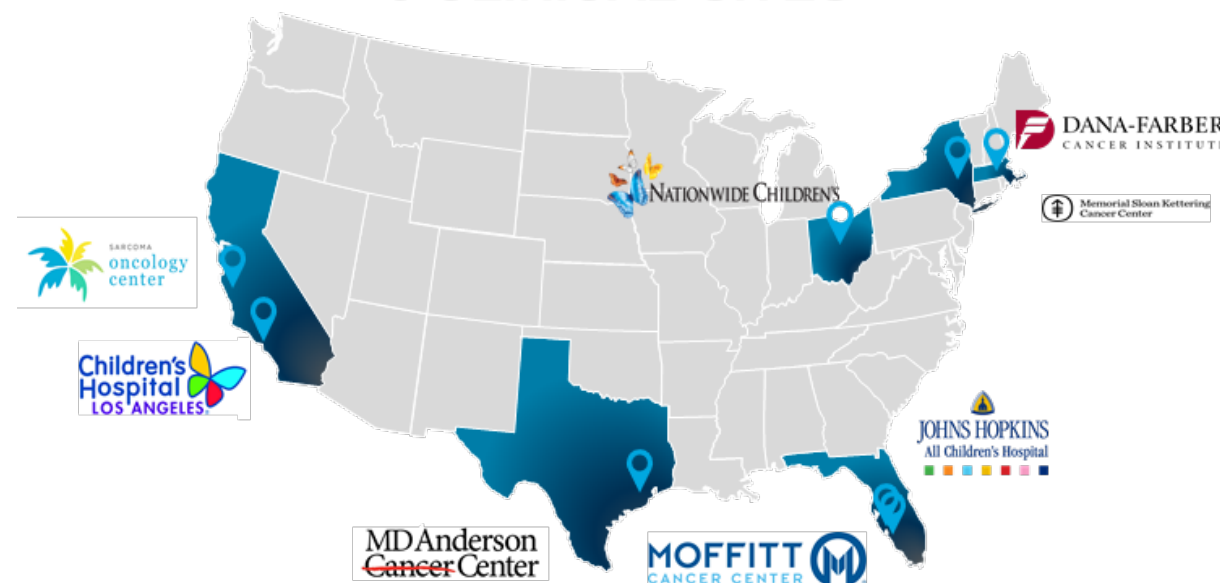 DANA-FARBER
CANCER INSTITUTE
NATIONWIDE CHILDREN'S
Memorial Sloan Kettering
Cancer Center
SARCOMA
oncology
center
Children's
Hospital
LOS ANGELES
JOHNS HOPKINS
All Children's Hospital
MD Anderson
Cancer Center
MOFFITT
CANCER CENTER